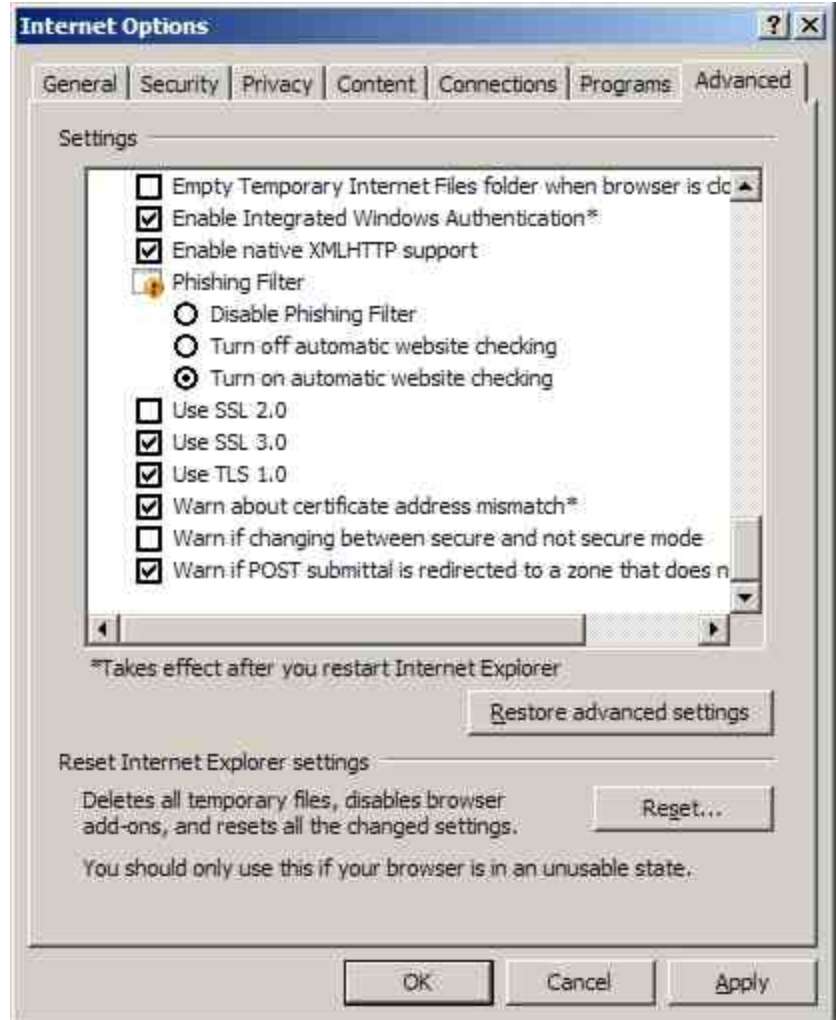 Internet Options
General Security Privacy Content Connections Programs Advanced
Settings
Empty Temporary Internet Files folder when browser is clo
Enable Integrated Windows Authentication*
Enable native XMLHTTP support
Phishing Filter
Disable Phishing Filter
Turn off automatic website checking
Turn on automatic website checking
Use SSL 2.0
Use SSL 3.0
Use TLS 1.0
Warn about certificate address mismatch*
Warn if changing between secure and not secure mode
Warn if POST submittal is redirected to a zone that does n
*Takes effect after you restart Internet Explorer
Restore advanced settings
Reset Internet Explorer settings
Deletes all temporary files, disables browser
add-ons, and resets all the changed settings.
Reset...
You should only use this if your browser is in an unusable state.
OK Cancel Apply